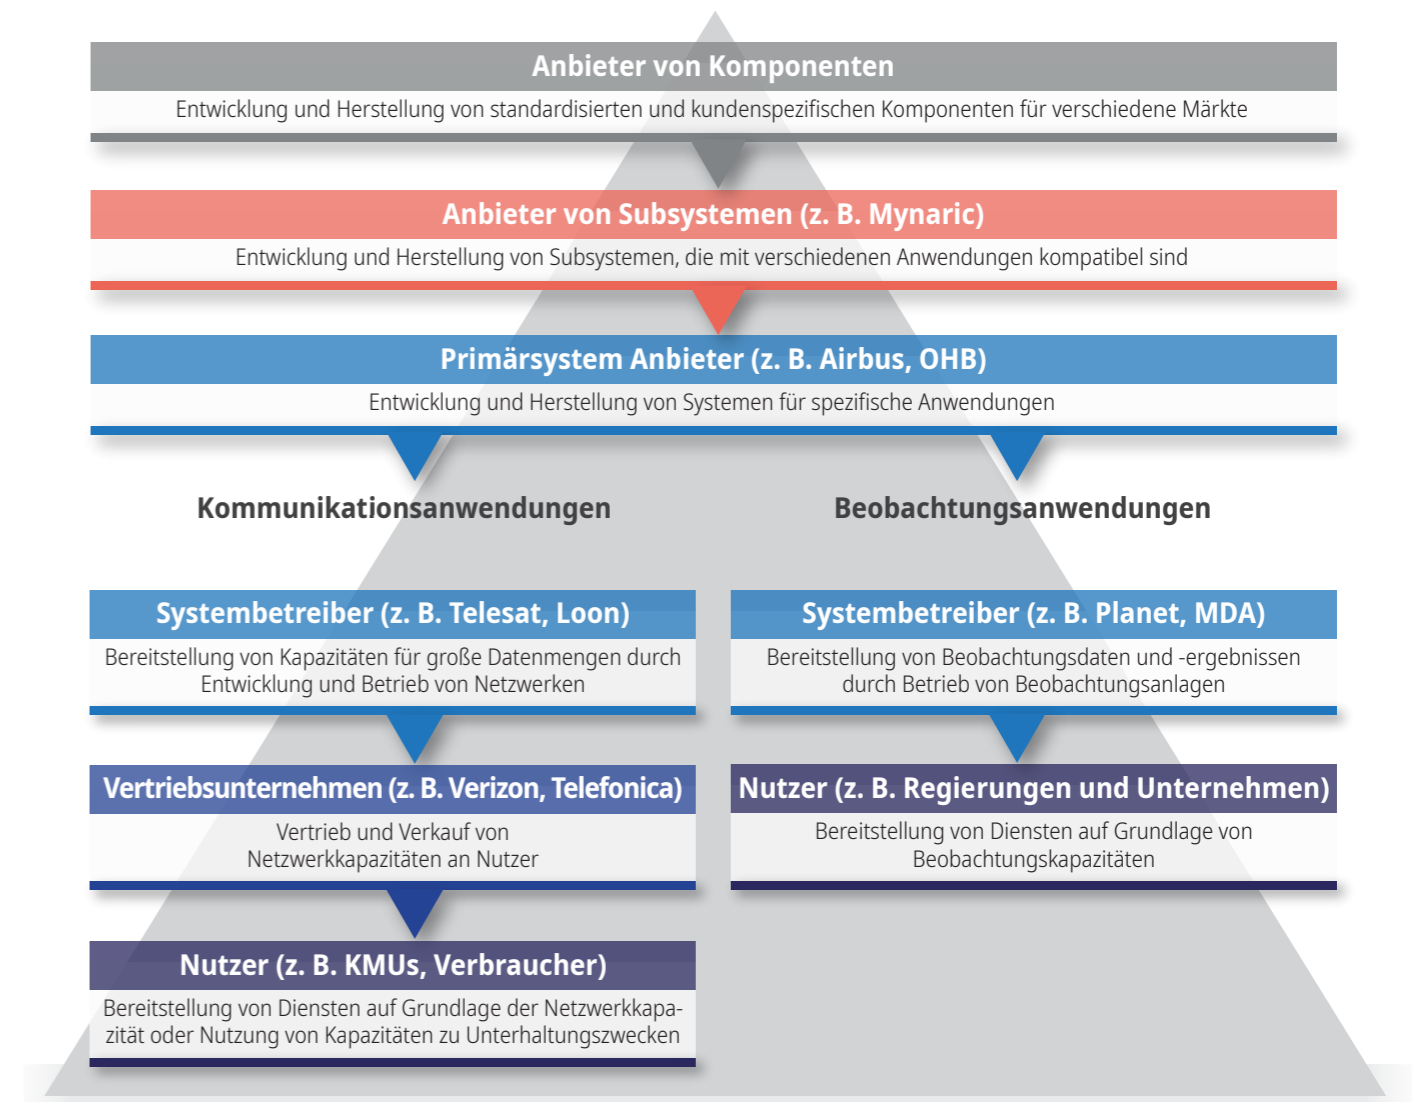 Anbieter von Komponenten
Entwicklung und Herstellung von standardisierten und kundenspezifischen Komponenten für verschiedene Märkte
Anbieter von Subsystemen (z. B. Mynaric)
Entwicklung und Herstellung von Subsystemen, die mit verschiedenen Anwendungen kompatibel sind
Primärsystem Anbieter (z. B. Airbus, OHB)
Entwicklung und Herstellung von Systemen für spezifische Anwendungen
Kommunikationsanwendungen
Systembetreiber (z. B. Telesat, Loon)
Bereitstellung von Kapazitäten für große Datenmengen durch
Entwicklung und Betrieb von Netzwerken
Vertriebsunternehmen (z. B. Verizon, Telefonica)
Vertrieb und Verkauf von
Netzwerkkapazitäten an Nutzer
Nutzer (z. B. KMUs, Verbraucher)
Bereitstellung von Diensten auf Grundlage der Netzwerkkapa-
zität oder Nutzung von Kapazitäten zu Unterhaltungszwecken
Beobachtungsanwendungen
Systembetreiber (z. B. Planet, MDA)
Bereitstellung von Beobachtungsdaten und -ergebnissen
durch Betrieb von Beobachtungsanlagen
Nutzer (z. B. Regierungen und Unternehmen)
Bereitstellung von Diensten auf Grundlage von
Beobachtungskapazitäten